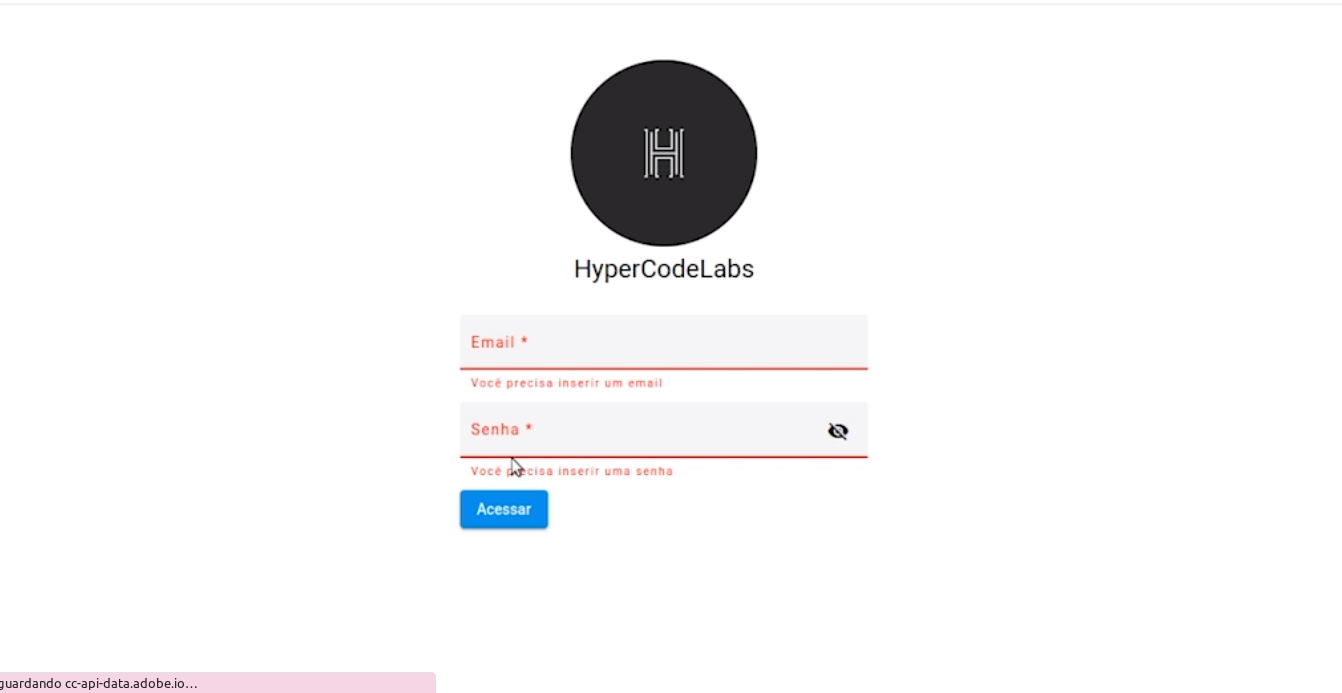 H
HyperCodeLabs
Email *
Você precisa inserir um email
Senha *
Você precisa inserir uma senha
Acessar
guardando cc-api-data.adobe.io…